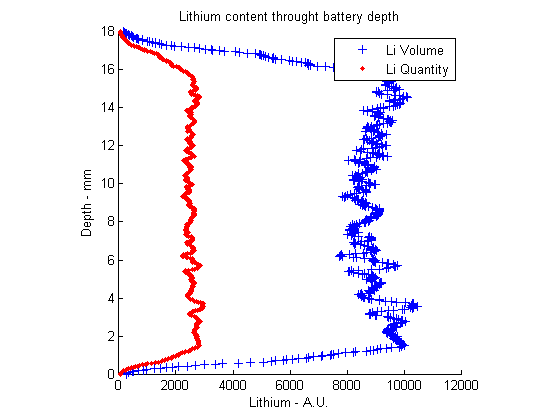 Lithium content throught battery depth
Li Volume
Li Quantity
Depth - mm
18
16
14
12
10
8
6
4
2
0
0 2000 4000 6000 8000 10000 12000
Lithium - A.U.